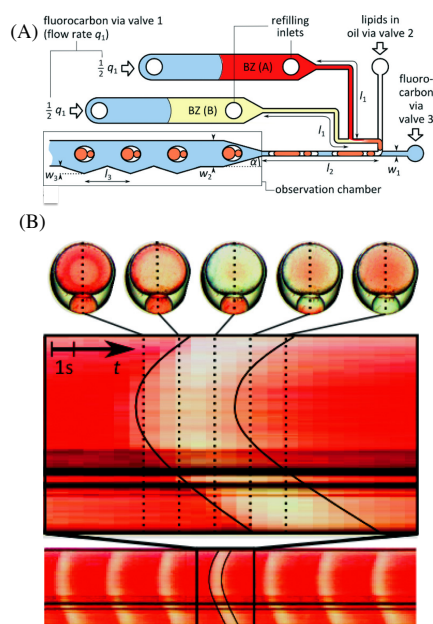 (A)
fluorocarbon via valve 1
(flow rate q₁)
refilling
inlets
lipids in
oil via valve 2
½ q₁
BZ (A)
fluoro-
carbon
via
valve 3
½ q₁
BZ (B)
l₁
l₁
w₃
l₃
w₂
α
l₂
w₁
observation chamber
(B)
1s
t